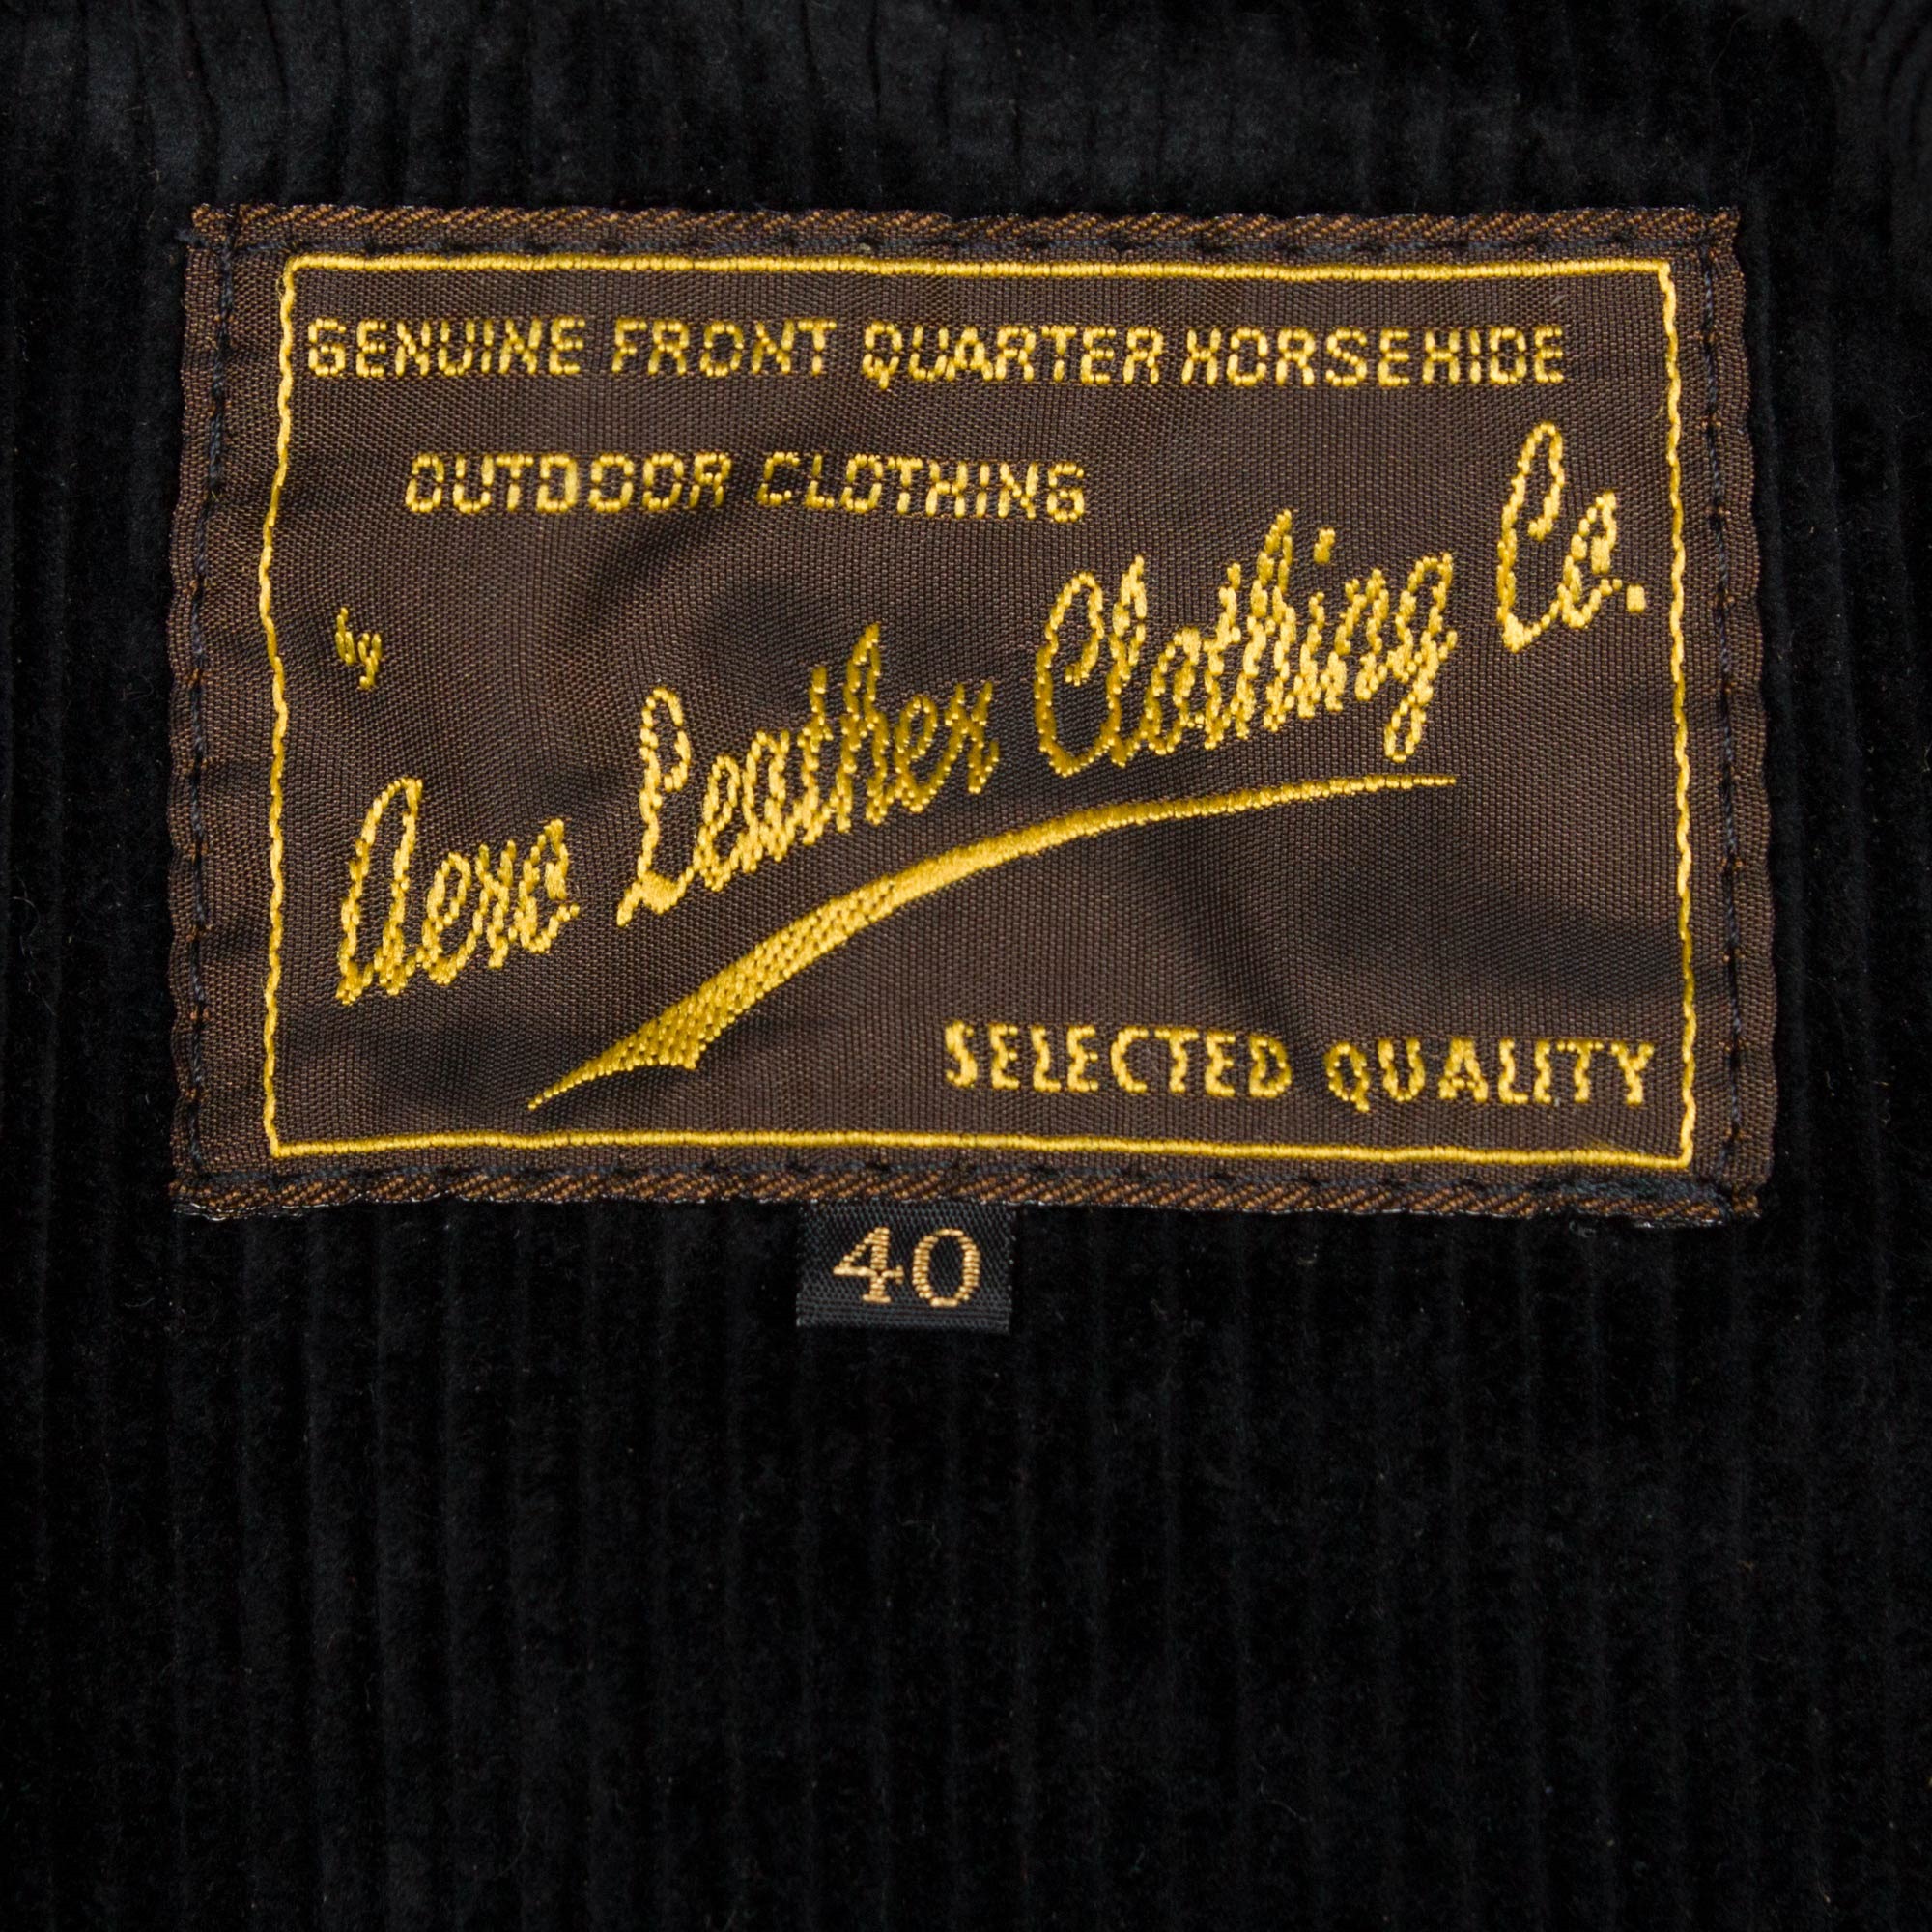 GENUINE FRONT QUARTER HORSEHIDE
OUTDOOR CLOTHING
by
Aero Leather Clothing Co.
SELECTED QUALITY
40